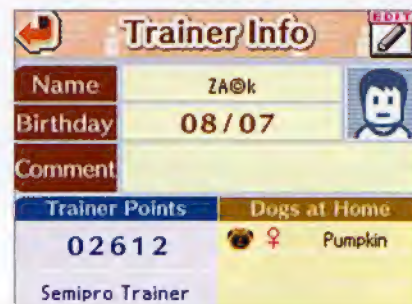 Trainer Info
EDIT
Name ZA©k
Birthday 08/07
Comment
Trainer Points Dogs at Home
02612 ♀ Pumpkin
Semipro Trainer